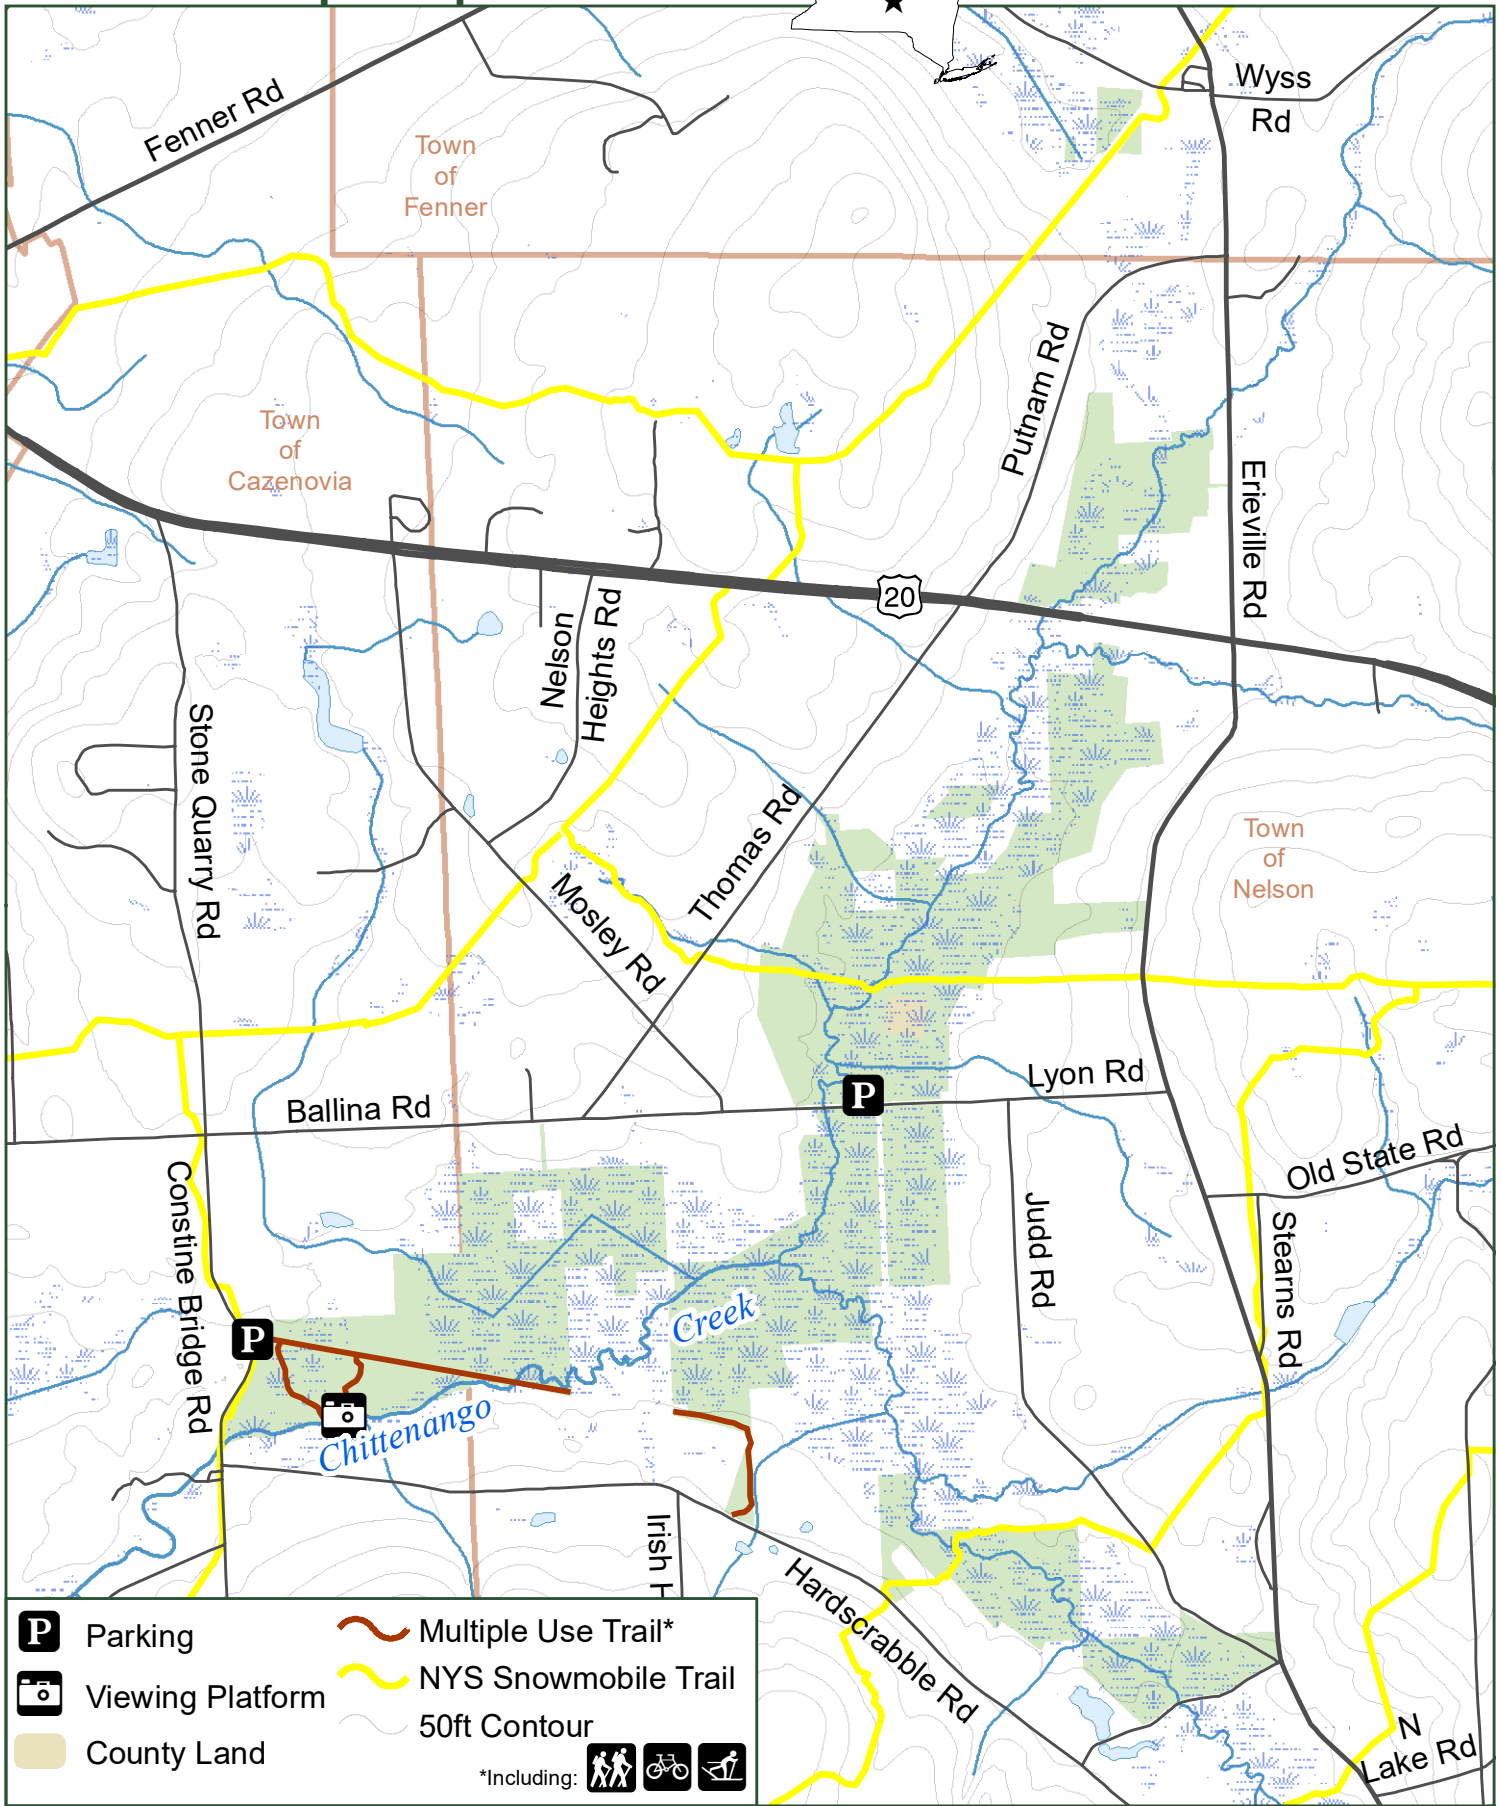 Wyss
Rd
Fenner Rd
Town
of
Fenner
Putnam Rd
Town
of
Cazenovia
Erieville Rd
20
Nelson
Heights Rd
Stone Quarry Rd
Thomas Rd
Town
of
Nelson
Mosley Rd
Lyon Rd
P
Ballina Rd
Old State Rd
Constine Bridge Rd
Judd Rd
Stearns Rd
Creek
P
Chittenango
Irish H
Hardscrabble Rd
N
Lake Rd
P Parking
Viewing Platform
County Land
Multiple Use Trail*
NYS Snowmobile Trail
50ft Contour
*Including: